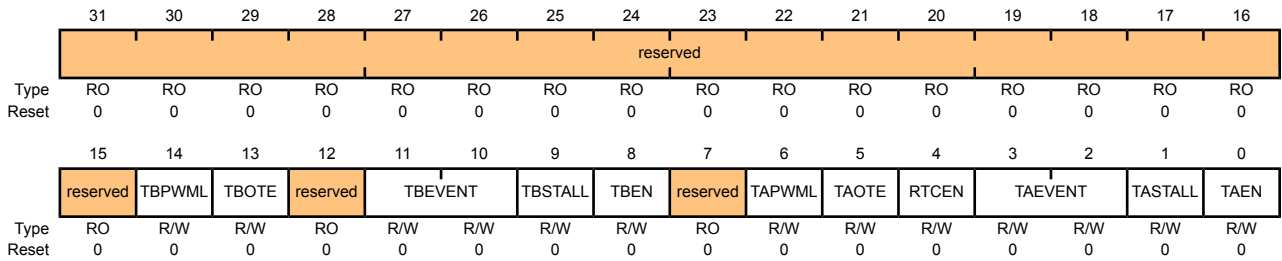 31 30 29 28 27 26 25 24 23 22 21 20 19 18 17 16
reserved
Type RO RO RO RO RO RO RO RO RO RO RO RO RO RO RO RO
Reset 0 0 0 0 0 0 0 0 0 0 0 0 0 0 0 0
15 14 13 12 11 10 9 8 7 6 5 4 3 2 1 0
reserved TBPWML TBOTE reserved TBEVENT TBSTALL TBEN reserved TAPWML TAOTE RTCEN TAEVENT TASTALL TAEN
Type RO R/W R/W RO R/W R/W R/W R/W RO R/W R/W R/W R/W R/W R/W R/W
Reset 0 0 0 0 0 0 0 0 0 0 0 0 0 0 0 0